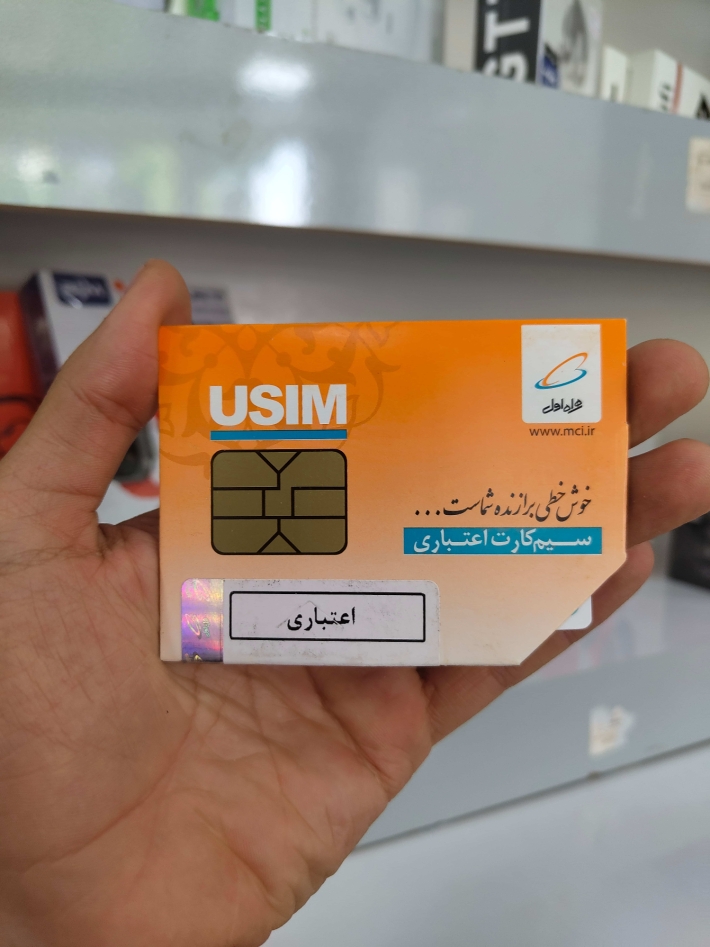 USIM
همراه اول
www.mci.ir
خوش خطی برازنده شماست...
سیم‌کارت اعتباری
اعتباری